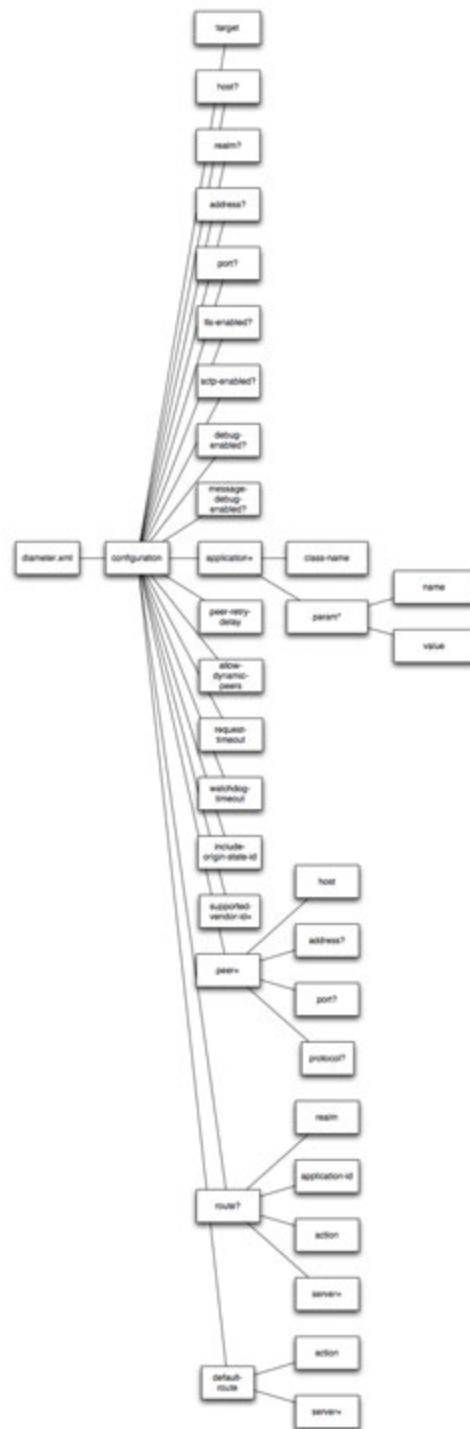 target
host?
realm?
address?
port?
tls-enabled?
sctp-enabled?
debug-
enabled?
message-
debug-
enabled?
diameter.xml
configuration
application+
class-name
name
param*
value
peer-retry-
delay
allow-
dynamic-
peers
request-
timeout
watchdog-
timeout
include-
origin-state-id
supported-
vendor-id+
peer+
host
address?
port?
protocol?
route?
realm
application-id
action
server+
default-
route
action
server+